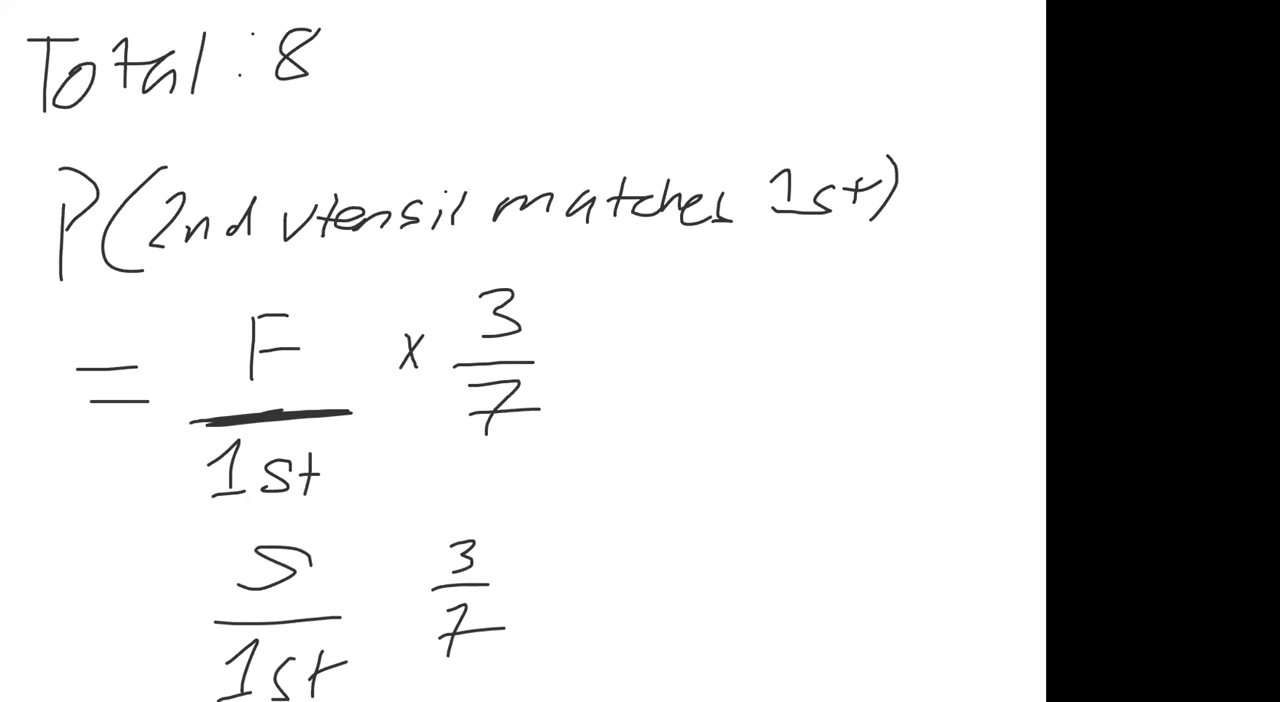 Total : 8
P(2nd utensil matches 1st)
= F/1st × 3/7
S/1st 3/7